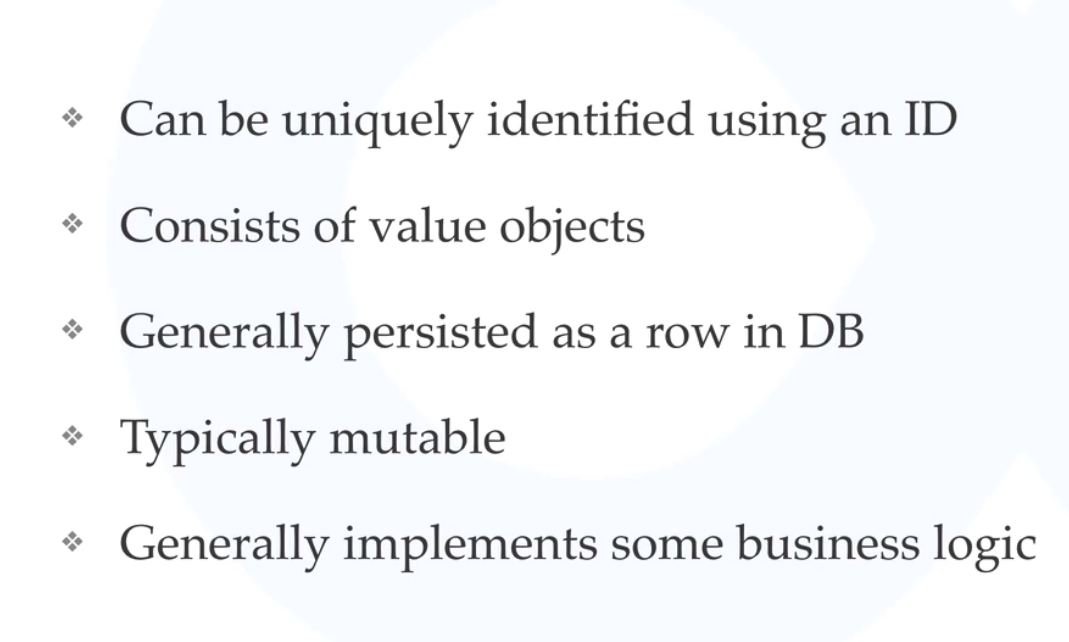 ❖ Can be uniquely identified using an ID
❖ Consists of value objects
❖ Generally persisted as a row in DB
❖ Typically mutable
❖ Generally implements some business logic